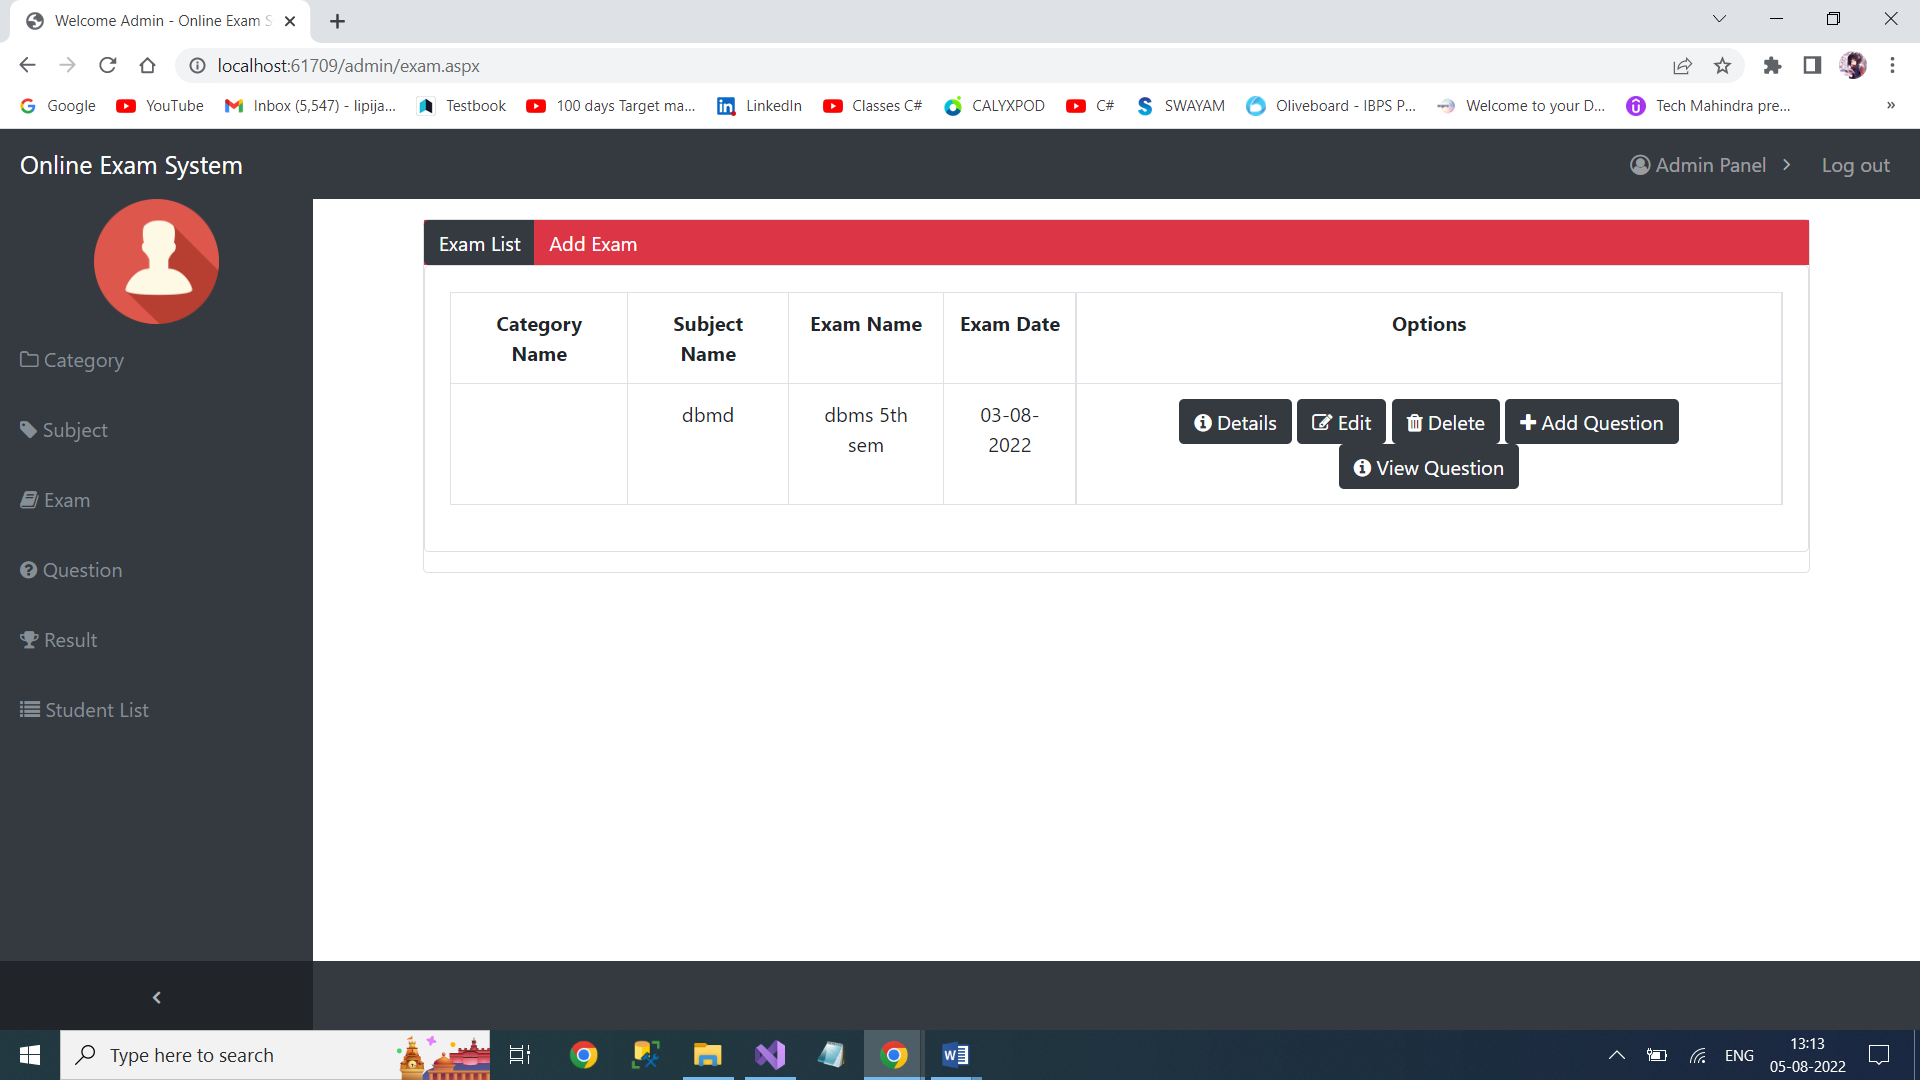 Welcome Admin - Online Exam S
localhost:61709/admin/exam.aspx
Google YouTube Inbox (5,547) - lipija... Testbook 100 days Target ma... LinkedIn Classes C# CALYXPOD C# SWAYAM Oliveboard - IBPS P... Welcome to your D... Tech Mahindra pre... »
Online Exam System
Admin Panel
Log out
Category
Subject
Exam
Question
Result
Student List
Exam List Add Exam
Category Name
Subject Name
Exam Name
Exam Date
Options
dbmd
dbms 5th sem
03-08-2022
Details Edit Delete Add Question
View Question
Type here to search
ENG
13:13
05-08-2022